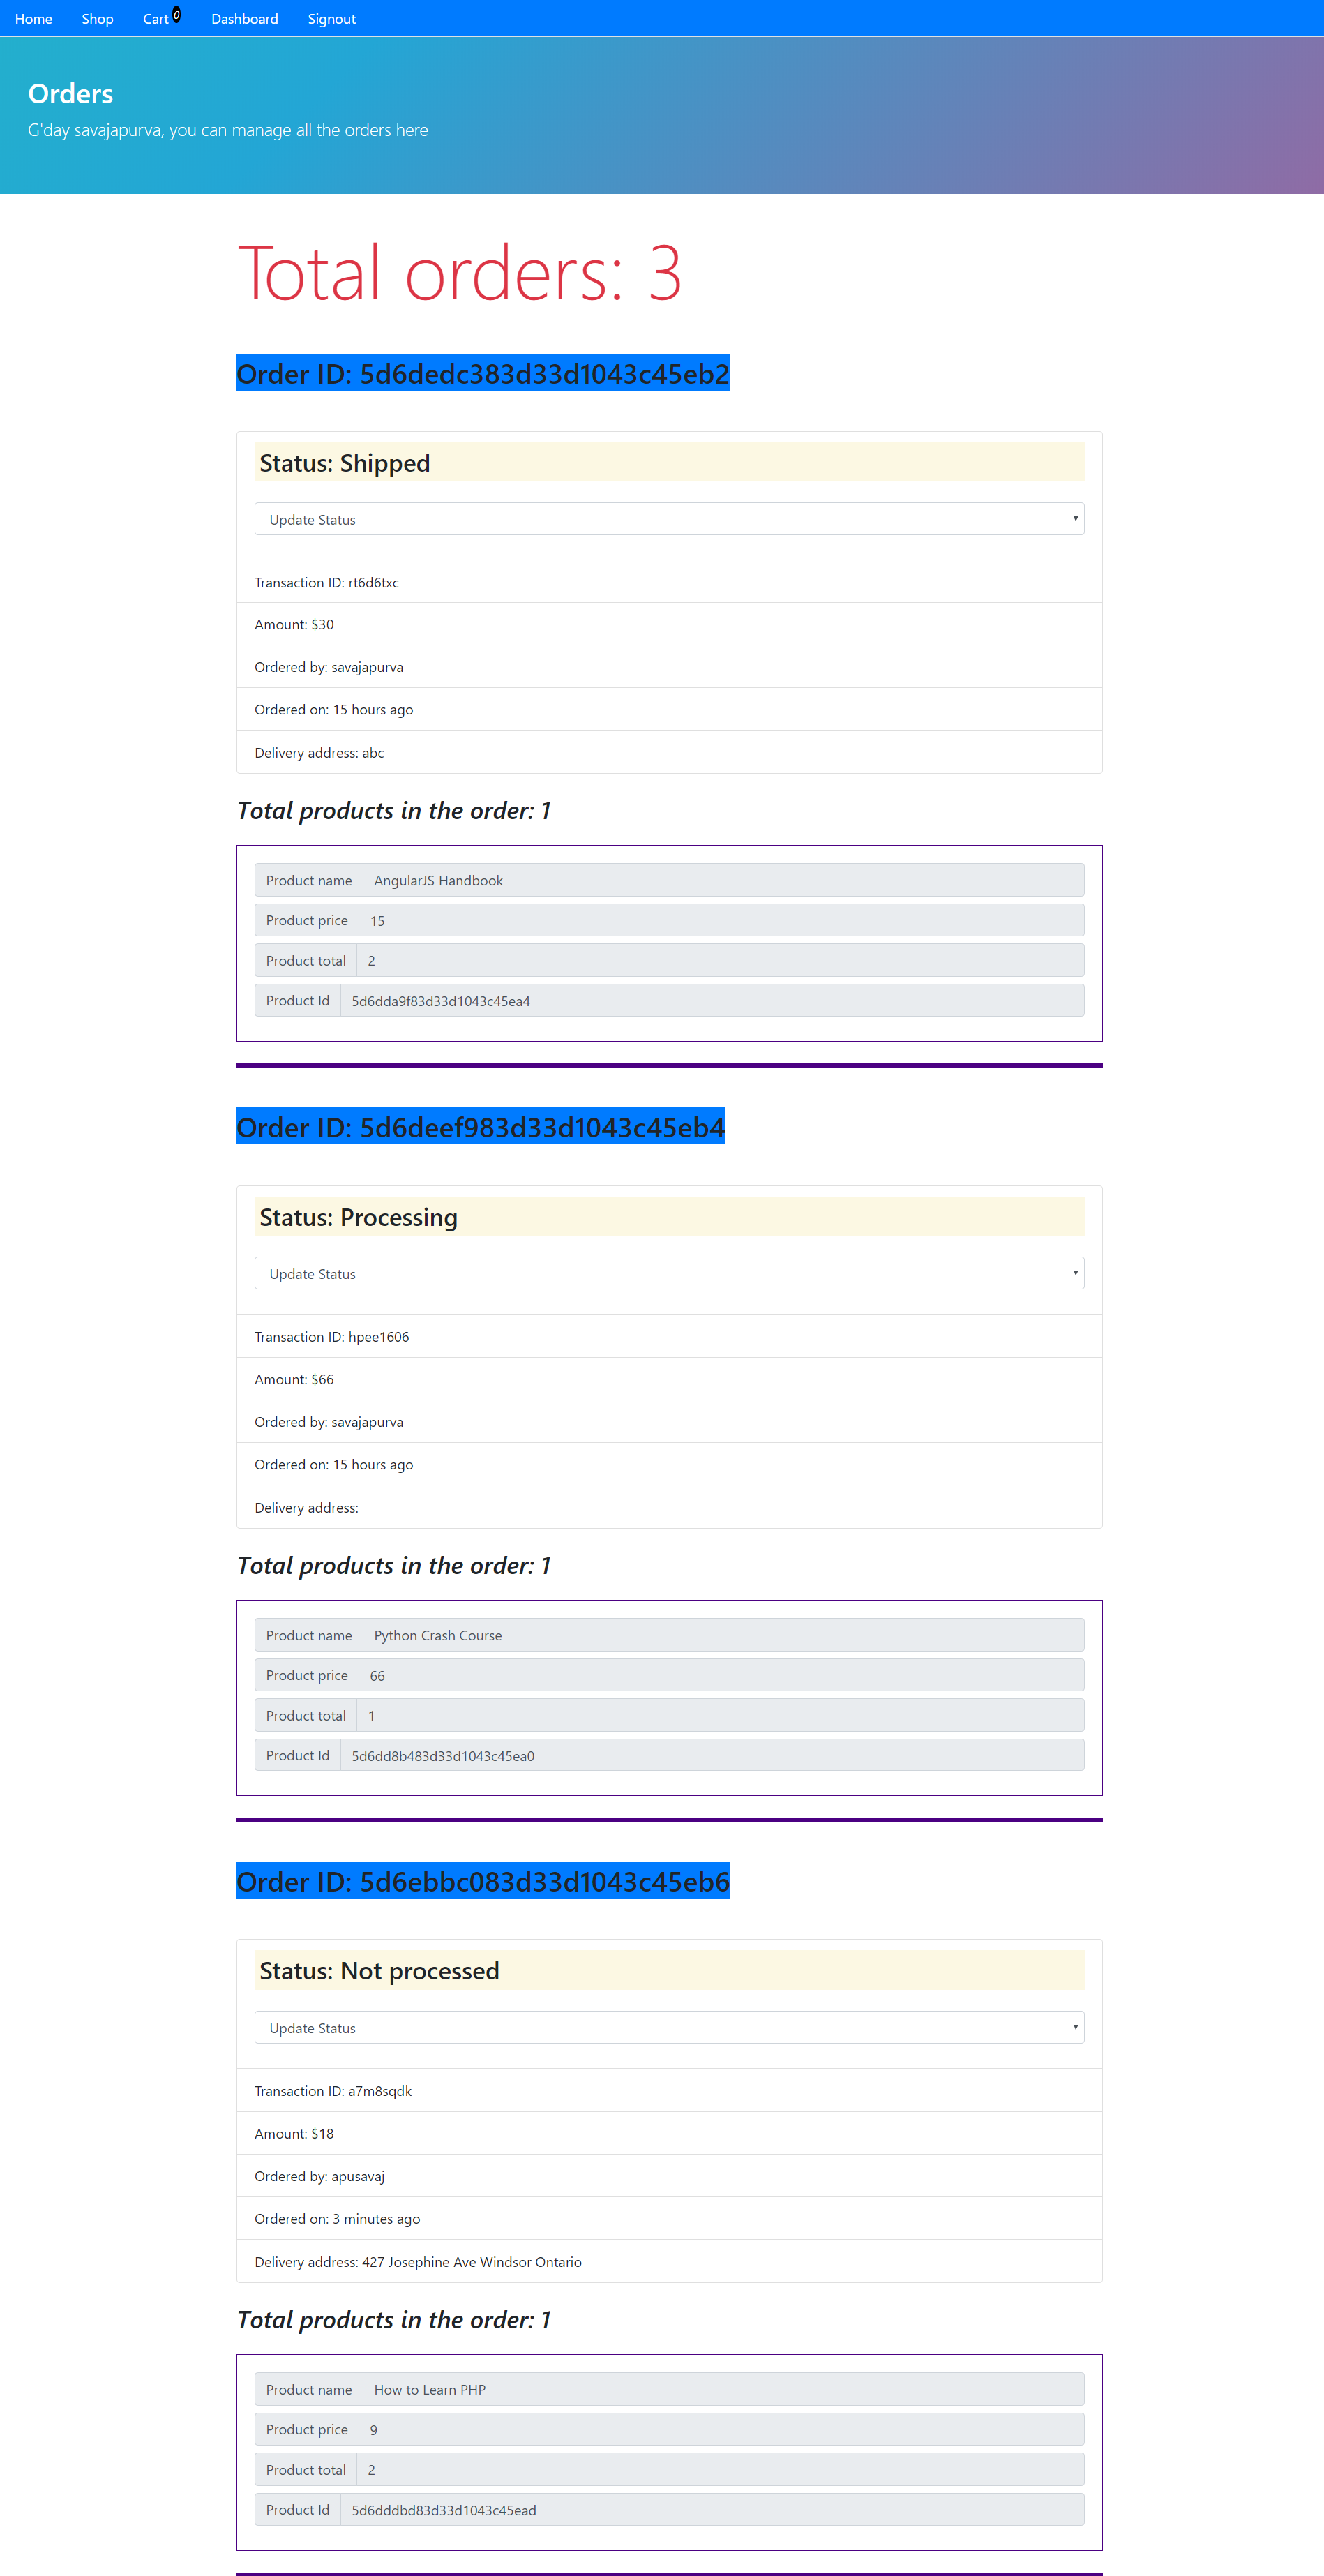 Home Shop Cart 0 Dashboard Signout
Orders
G'day savajapurva, you can manage all the orders here
Total orders: 3
Order ID: 5d6dedc383d33d1043c45eb2
Status: Shipped
Update Status
Transaction ID: rt6d6txc
Amount: $30
Ordered by: savajapurva
Ordered on: 15 hours ago
Delivery address: abc
Total products in the order: 1
Product name AngularJS Handbook
Product price 15
Product total 2
Product Id 5d6dda9f83d33d1043c45ea4
Order ID: 5d6deef983d33d1043c45eb4
Status: Processing
Update Status
Transaction ID: hpee1606
Amount: $66
Ordered by: savajapurva
Ordered on: 15 hours ago
Delivery address:
Total products in the order: 1
Product name Python Crash Course
Product price 66
Product total 1
Product Id 5d6dd8b483d33d1043c45ea0
Order ID: 5d6ebbc083d33d1043c45eb6
Status: Not processed
Update Status
Transaction ID: a7m8sqdk
Amount: $18
Ordered by: apusavaj
Ordered on: 3 minutes ago
Delivery address: 427 Josephine Ave Windsor Ontario
Total products in the order: 1
Product name How to Learn PHP
Product price 9
Product total 2
Product Id 5d6dddbd83d33d1043c45ead